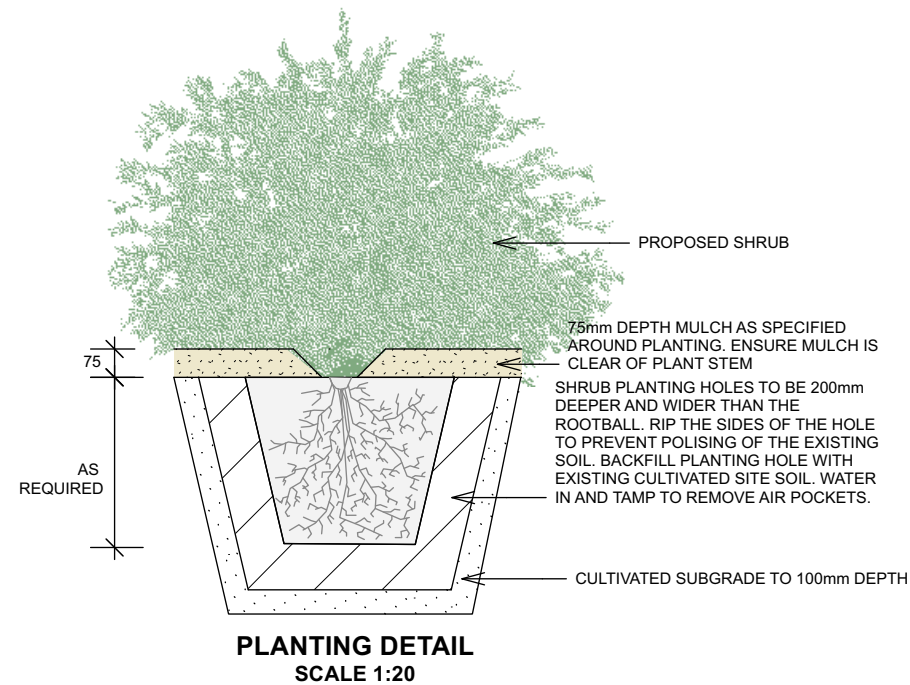 PROPOSED SHRUB
75mm DEPTH MULCH AS SPECIFIED
AROUND PLANTING. ENSURE MULCH IS
CLEAR OF PLANT STEM
75
SHRUB PLANTING HOLES TO BE 200mm
DEEPER AND WIDER THAN THE
ROOTBALL. RIP THE SIDES OF THE HOLE
TO PREVENT POLISING OF THE EXISTING
SOIL. BACKFILL PLANTING HOLE WITH
EXISTING CULTIVATED SITE SOIL. WATER
IN AND TAMP TO REMOVE AIR POCKETS.
AS
REQUIRED
CULTIVATED SUBGRADE TO 100mm DEPTH
PLANTING DETAIL
SCALE 1:20